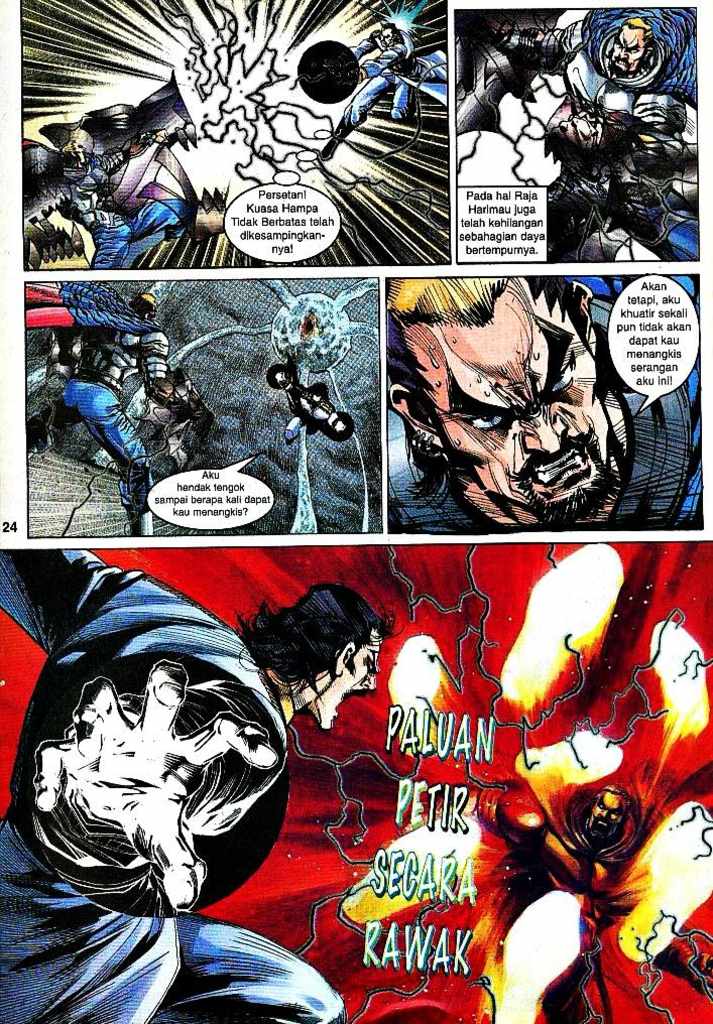 Persetan!
Kuasa Hampa
Tidak Berbatas telah
dikesampingkan-
nya!
Pada hal Raja
Harimau juga
telah kehilangan
sebahagian daya
bertempurnya.
Aku
hendak tengok
sampai berapa kali dapat
kau menangkis?
Akan
tetapi, aku
khuatir sekali
pun tidak akan
dapat kau
menangkis
serangan
aku ini!
24
PALUAN
PETIR
SECARA
RAWAK